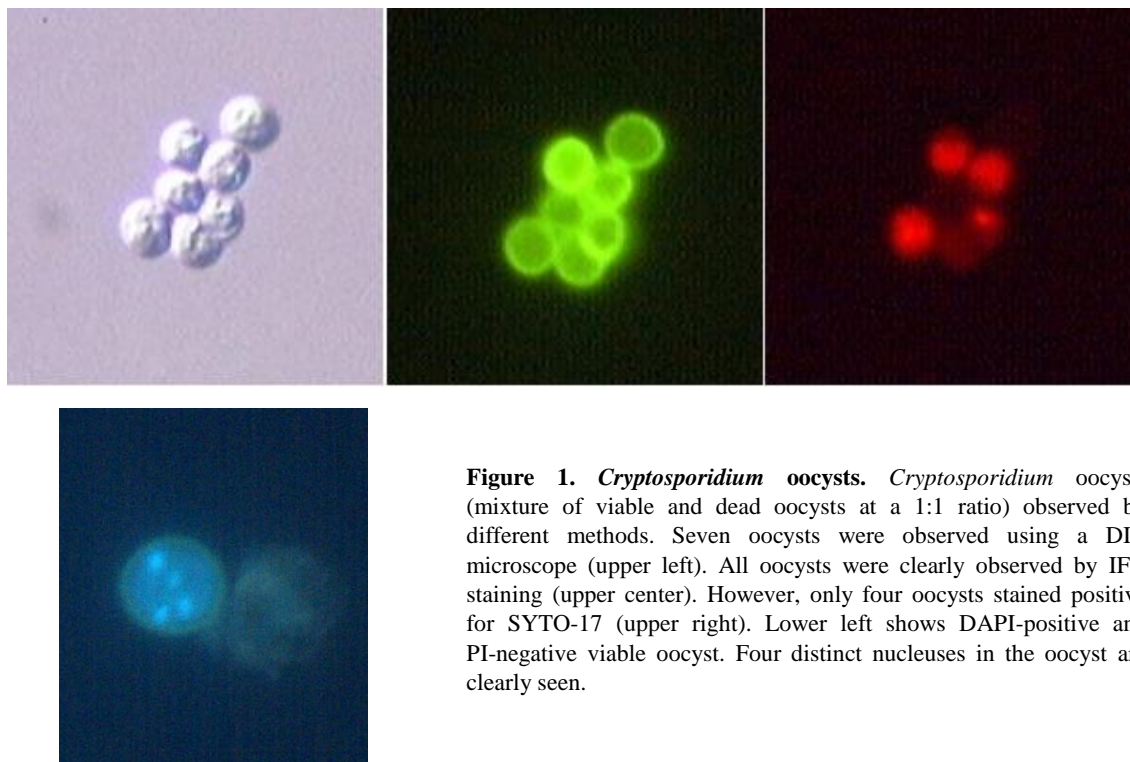 Figure 1. Cryptosporidium oocysts. Cryptosporidium oocys
(mixture of viable and dead oocysts at a 1:1 ratio) observed b
different methods. Seven oocysts were observed using a DI
microscope (upper left). All oocysts were clearly observed by IF
staining (upper center). However, only four oocysts stained positiv
for SYTO-17 (upper right). Lower left shows DAPI-positive an
PI-negative viable oocyst. Four distinct nucleuses in the oocyst ar
clearly seen.